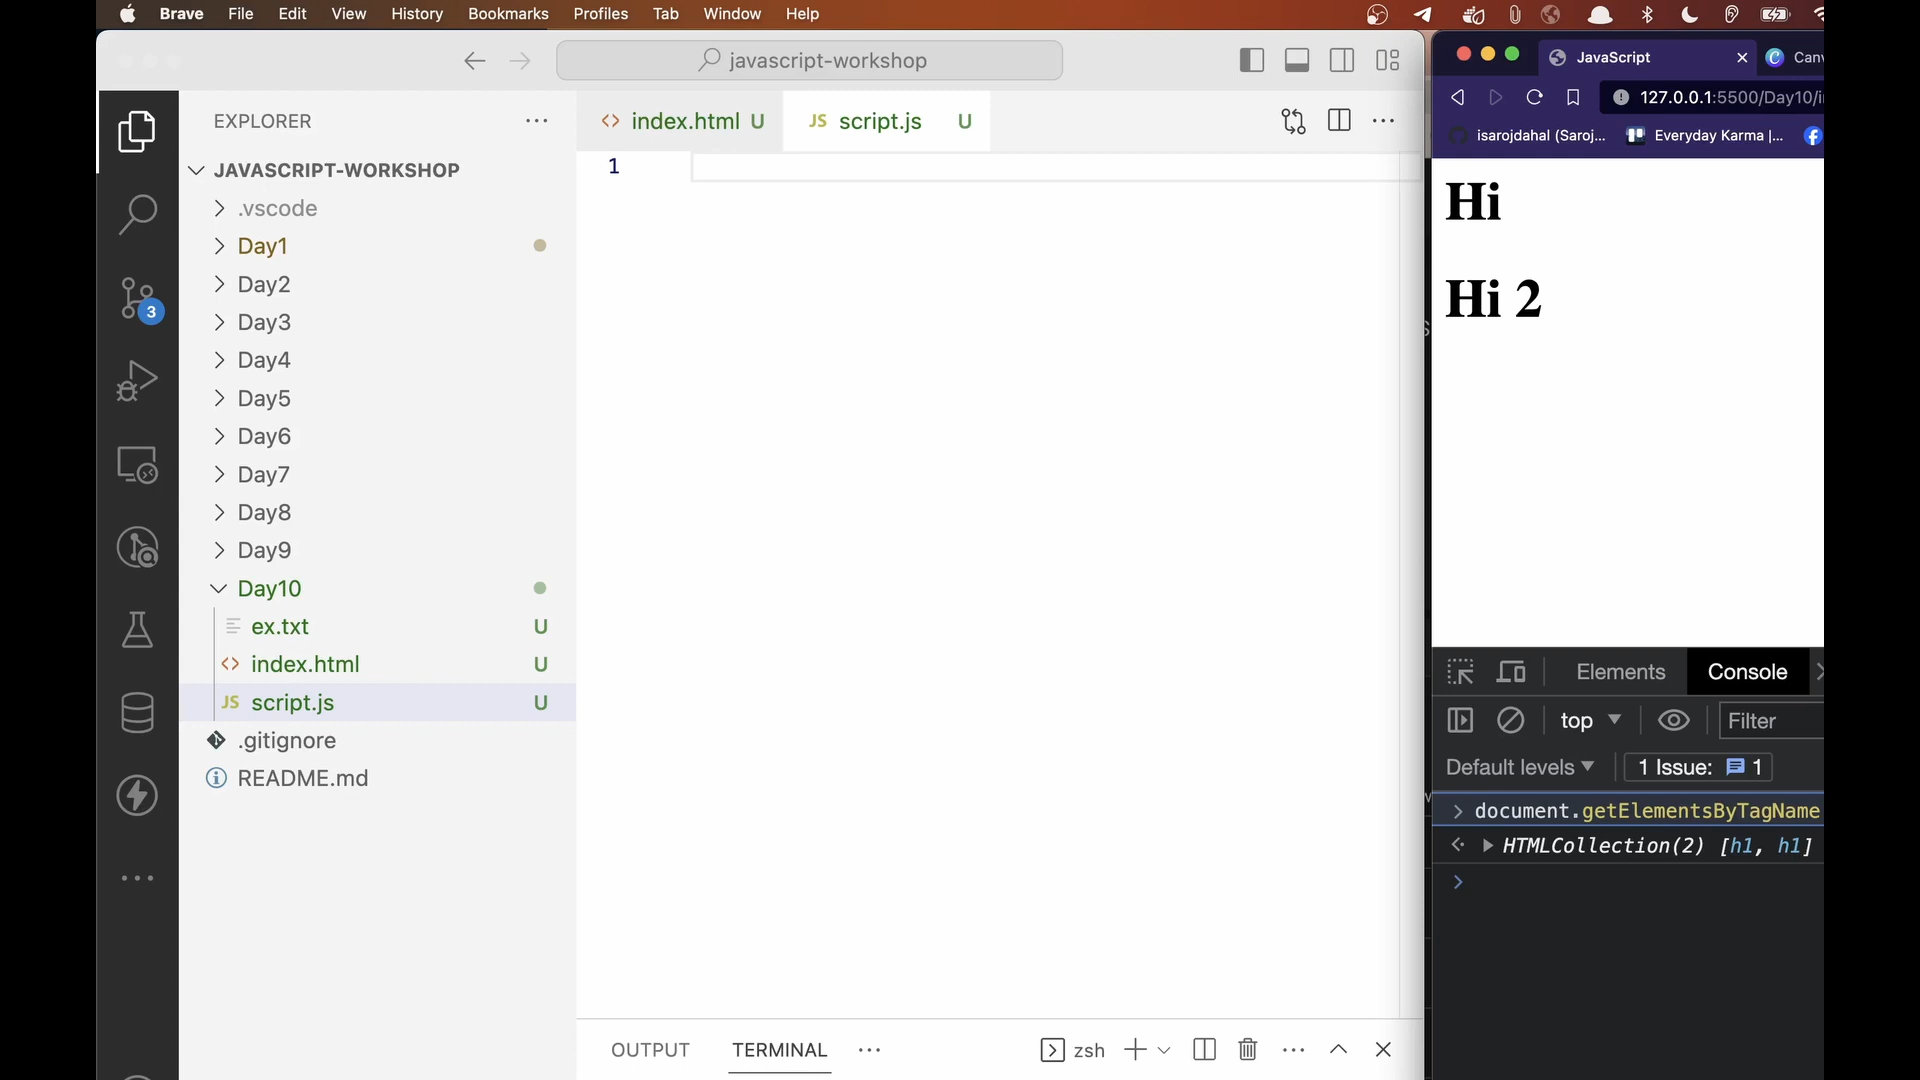 Brave File Edit View History Bookmarks Profiles Tab Window Help
javascript-workshop
EXPLORER
JAVASCRIPT-WORKSHOP
.vscode
Day1
Day2
Day3
Day4
Day5
Day6
Day7
Day8
Day9
Day10
ex.txt U
index.html U
JS script.js U
.gitignore
README.md
3
index.html U
JS script.js U
1
OUTPUT TERMINAL
zsh
JavaScript
127.0.0.1:5500/Day10/
isarojdahal (Saroj...
Everyday Karma |...
Hi
Hi 2
Elements Console
top Filter
Default levels 1 Issue: 1
document.getElementsByTagName
HTMLCollection(2) [h1, h1]